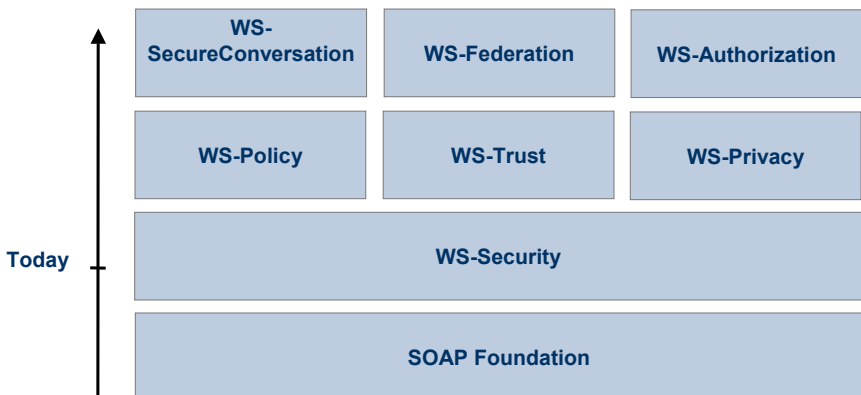 WS-
SecureConversation
WS-Federation
WS-Authorization
WS-Policy
WS-Trust
WS-Privacy
Today
WS-Security
SOAP Foundation